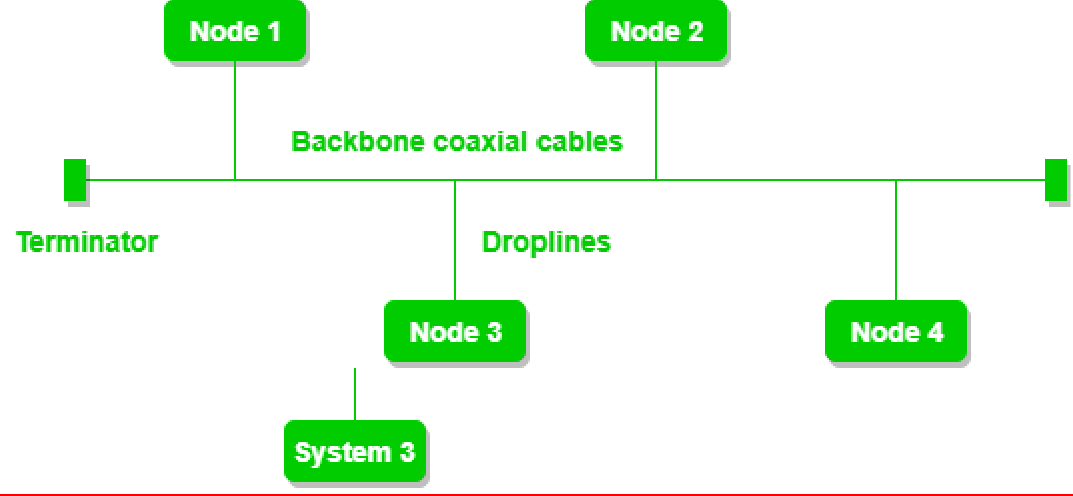 Node 1
Node 2
Backbone coaxial cables
Terminator
Droplines
Node 3
Node 4
System 3